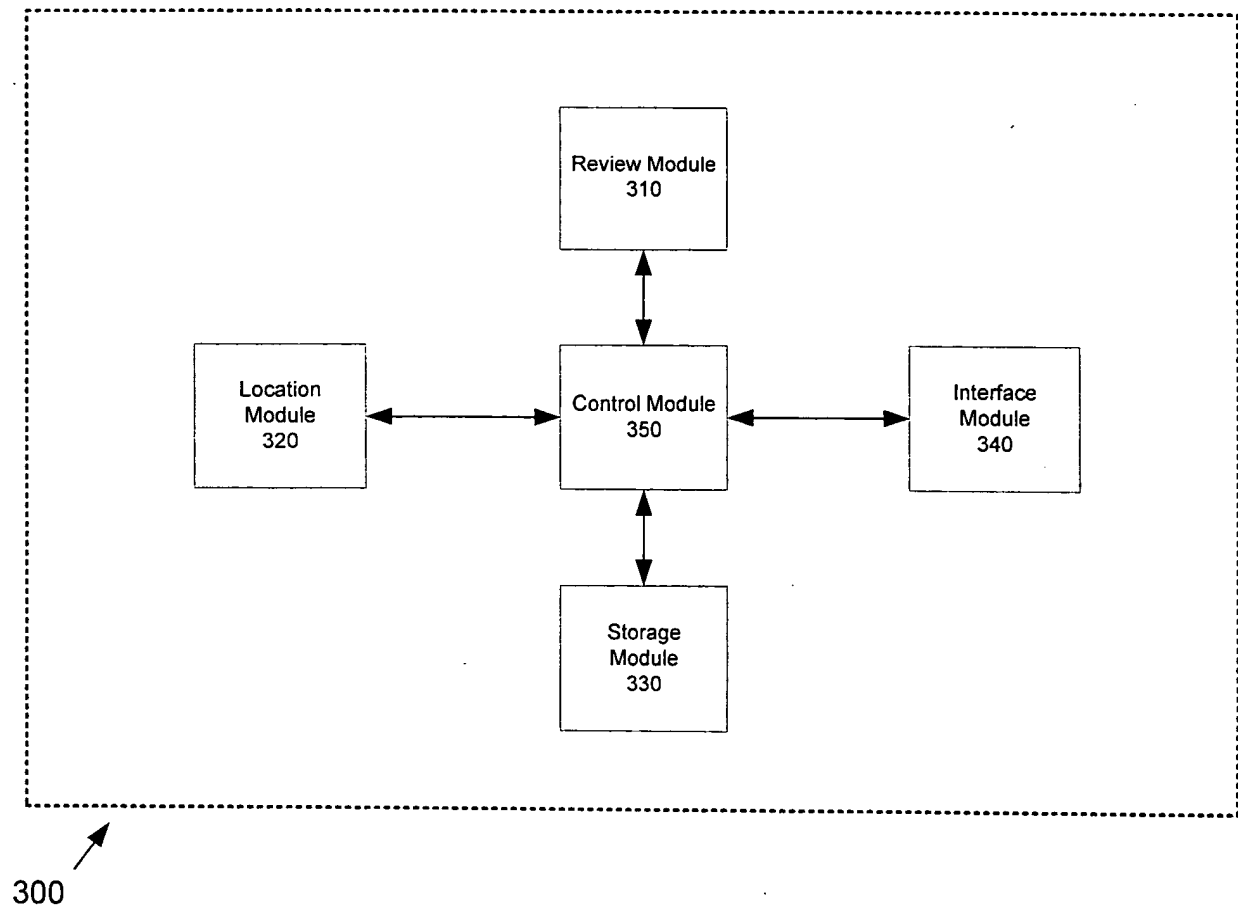 Review Module
310
Location
Module
320
Control Module
350
Interface
Module
340
Storage
Module
330
300